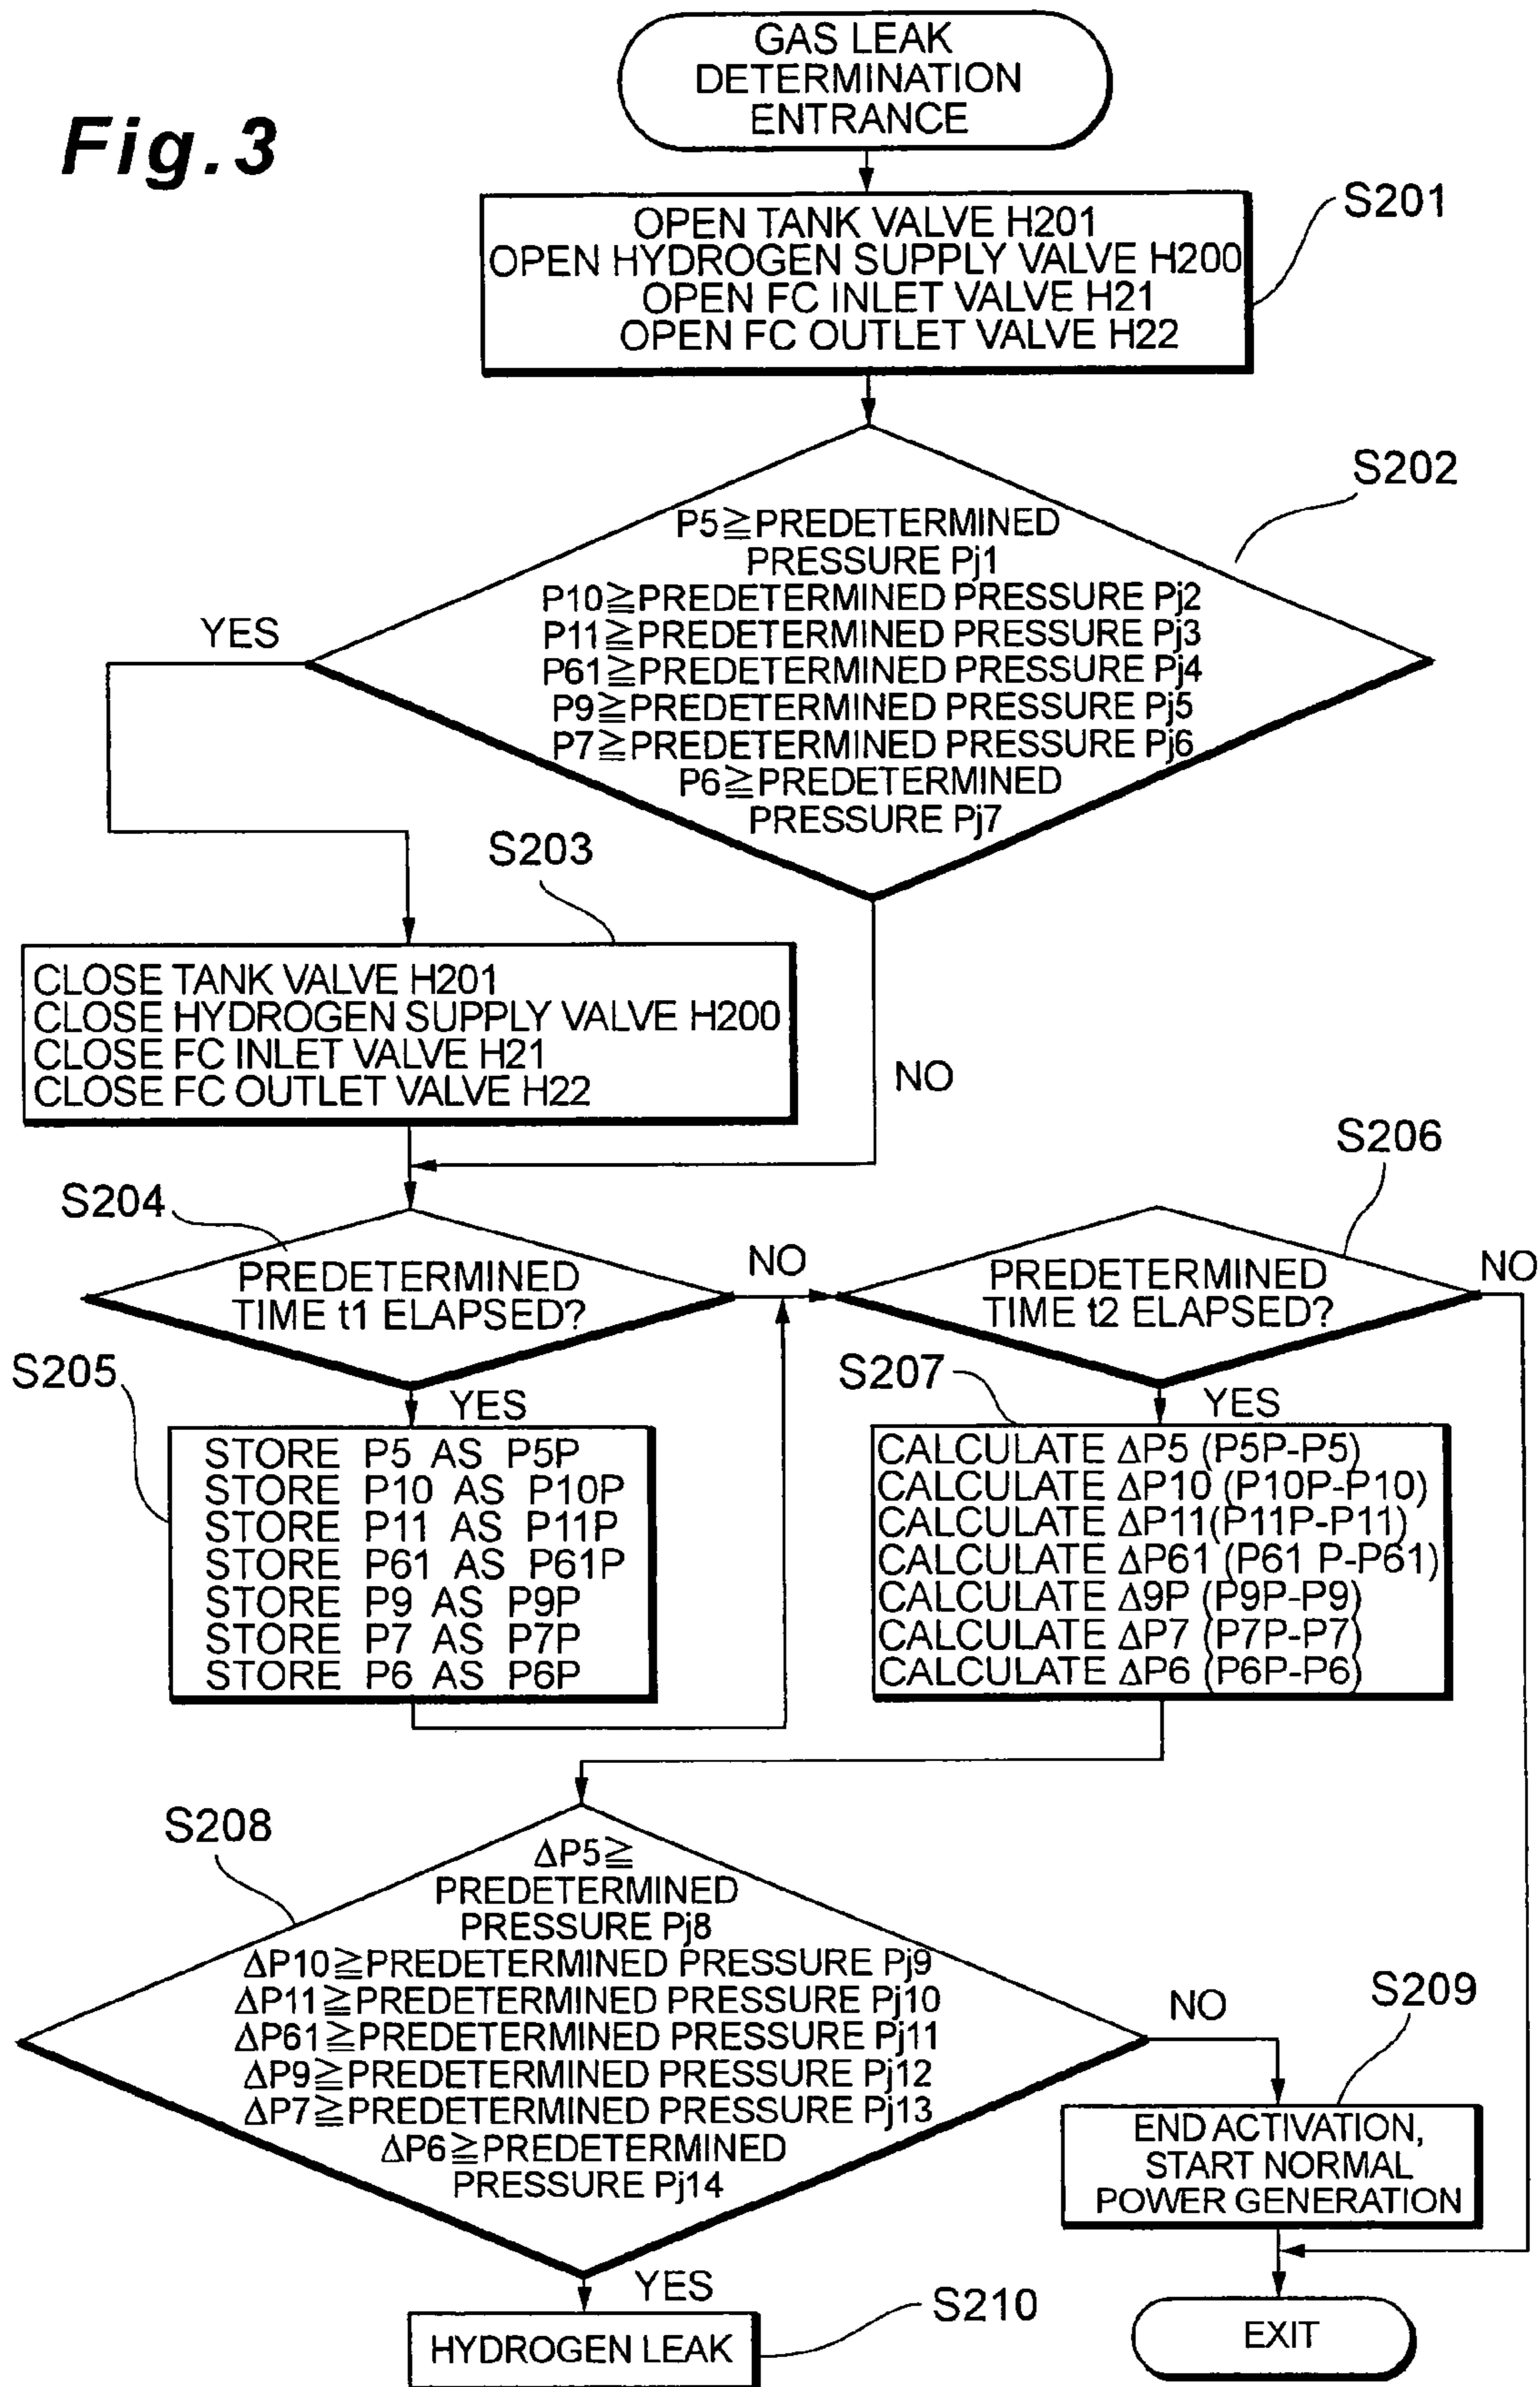 Fig.3
GAS LEAK
DETERMINATION
ENTRANCE
S201
OPEN TANK VALVE H201
OPEN HYDROGEN SUPPLY VALVE H200
OPEN FC INLET VALVE H21
OPEN FC OUTLET VALVE H22
S202
P5≧PREDETERMINED
PRESSURE Pj1
P10≧PREDETERMINED PRESSURE Pj2
P11≧PREDETERMINED PRESSURE Pj3
P61≧PREDETERMINED PRESSURE Pj4
P9≧PREDETERMINED PRESSURE Pj5
P7≧PREDETERMINED PRESSURE Pj6
P6≧PREDETERMINED
PRESSURE Pj7
YES
S203
CLOSE TANK VALVE H201
CLOSE HYDROGEN SUPPLY VALVE H200
CLOSE FC INLET VALVE H21
CLOSE FC OUTLET VALVE H22
NO
S204
PREDETERMINED
TIME t1 ELAPSED?
NO
S206
PREDETERMINED
TIME t2 ELAPSED?
NO
S205
YES
STORE P5 AS P5P
STORE P10 AS P10P
STORE P11 AS P11P
STORE P61 AS P61P
STORE P9 AS P9P
STORE P7 AS P7P
STORE P6 AS P6P
S207
YES
CALCULATE ΔP5 (P5P-P5)
CALCULATE ΔP10 (P10P-P10)
CALCULATE ΔP11(P11P-P11)
CALCULATE ΔP61 (P61 P-P61)
CALCULATE Δ9P (P9P-P9)
CALCULATE ΔP7 (P7P-P7)
CALCULATE ΔP6 (P6P-P6)
S208
ΔP5≧
PREDETERMINED
PRESSURE Pj8
ΔP10≧PREDETERMINED PRESSURE Pj9
ΔP11≧PREDETERMINED PRESSURE Pj10
ΔP61≧PREDETERMINED PRESSURE Pj11
ΔP9≧PREDETERMINED PRESSURE Pj12
ΔP7≧PREDETERMINED PRESSURE Pj13
ΔP6≧PREDETERMINED
PRESSURE Pj14
NO
S209
END ACTIVATION,
START NORMAL
POWER GENERATION
YES
S210
HYDROGEN LEAK
EXIT